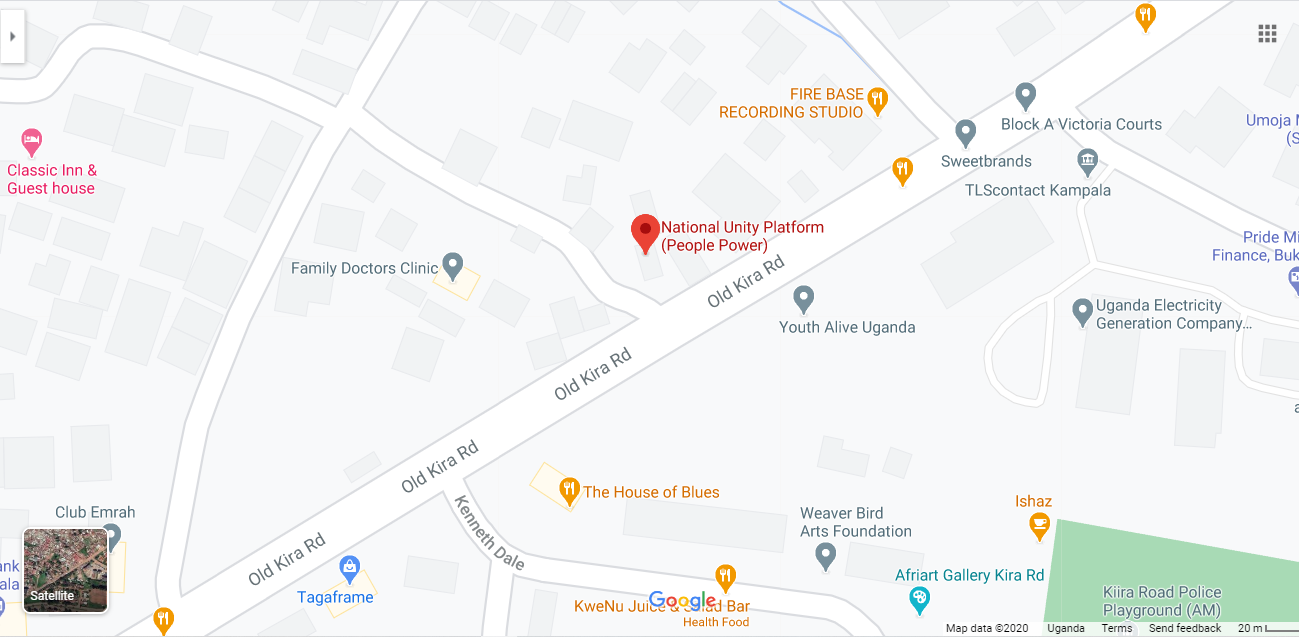 FIRE BASE
RECORDING STUDIO
Block A Victoria Courts
Umoja
Sweetbrands
TLScontact Kampala
Classic Inn &
Guest house
National Unity Platform
(People Power)
Pride
Finance,
Family Doctors Clinic
Old Kira Rd
Youth Alive Uganda
Uganda Electricity
Generation Company...
Old Kira Rd
Old Kira Rd
The House of Blues
Kenneth Dale
Ishaz
Club Emrah
Weaver Bird
Arts Foundation
Old Kira Rd
Afriart Gallery Kira Rd
Satellite
Tagaframe
KweNu Juice & Salad Bar
Health Food
Google
Kiira Road Police
Playground (AM)
Map data ©2020 Uganda Terms Send feedback 20 m